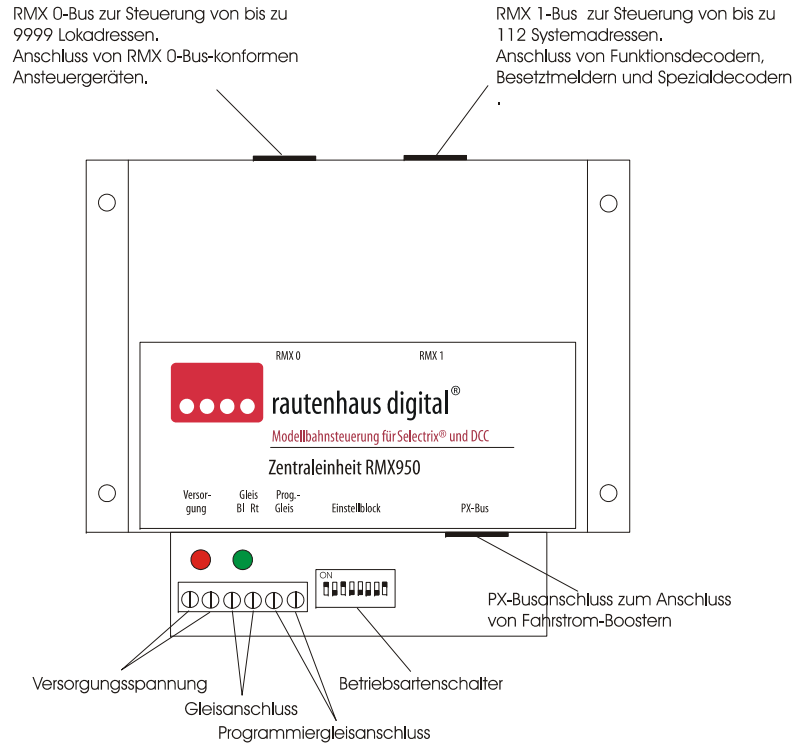 RMX 0-Bus zur Steuerung von bis zu
9999 Lokadressen.
Anschluss von RMX 0-Bus-konformen
Ansteuergeräten.
RMX 1-Bus zur Steuerung von bis zu
112 Systemadressen.
Anschluss von Funktionsdecodern,
Besetztmeldern und Spezialdecodern
.
RMX 0
RMX 1
rautenhaus digital®
Modellbahnsteuerung für Selectrix® und DCC
Zentraleinheit RMX950
Versor-
gung
Gleis
Bl Rt
Prog.-
Gleis
Einstellblock
PX-Bus
ON
PX-Busanschluss zum Anschluss
von Fahrstrom-Boostern
Versorgungsspannung
Betriebsartenschalter
Gleisanschluss
Programmiergleisanschluss